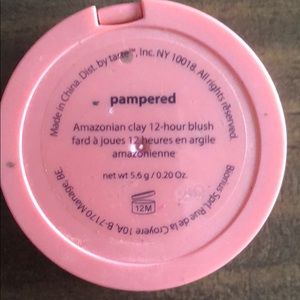 Made in China. Dist. by tarte™, Inc. NY 10018. All rights reserved.
pampered
Amazonian clay 12-hour blush
fard à joues 12 heures en argile
amazonienne
net wt 5.6 g / 0.20 Oz.
12M
Bionius Sprl, Rue de la Croyere 10A, B-7170 Manage, BE